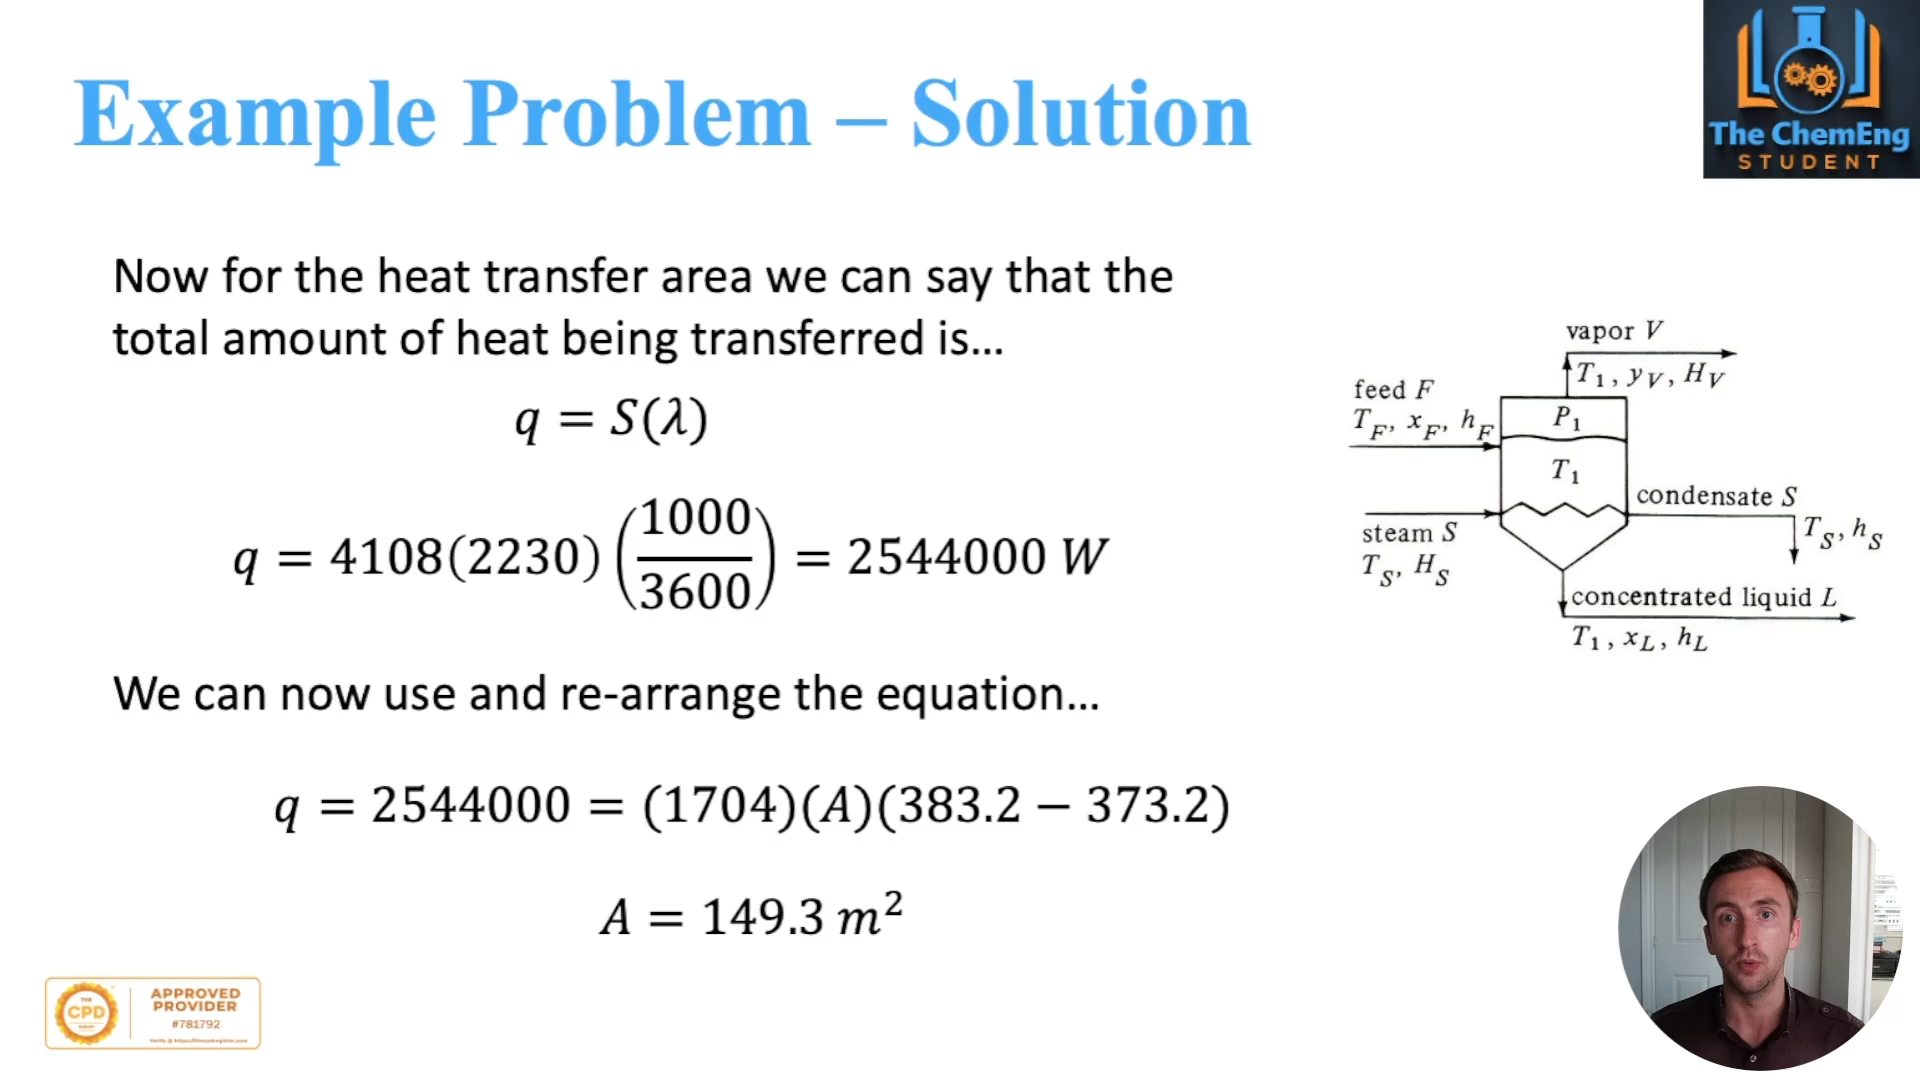 Example Problem – Solution
The ChemEng
STUDENT
Now for the heat transfer area we can say that the
total amount of heat being transferred is...
q = S(λ)
q = 4108(2230) (1000/3600) = 2544000 W
We can now use and re-arrange the equation...
q = 2544000 = (1704)(A)(383.2 − 373.2)
A = 149.3 m²
vapor V
T₁, y_V, H_V
feed F
T_F, x_F, h_F
P₁
T₁
condensate S
T_S, h_S
steam S
T_S, H_S
concentrated liquid L
T₁, x_L, h_L
THE
CPD
APPROVED
PROVIDER
#781792